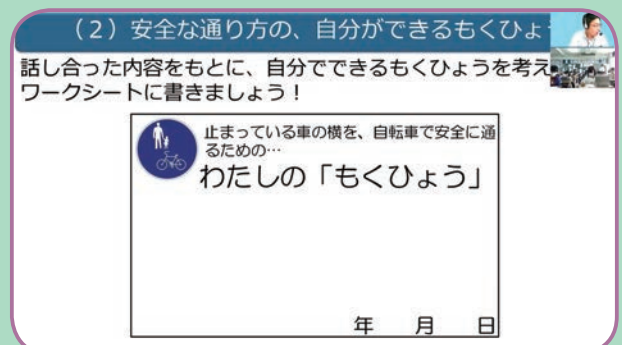 （2）安全な通り方の、自分ができるもくひょ
話し合った内容をもとに、自分でできるもくひょうを考え
ワークシートに書きましょう！
止まっている車の横を、自転車で安全に通
るための…
わたしの「もくひょう」
年　月　日